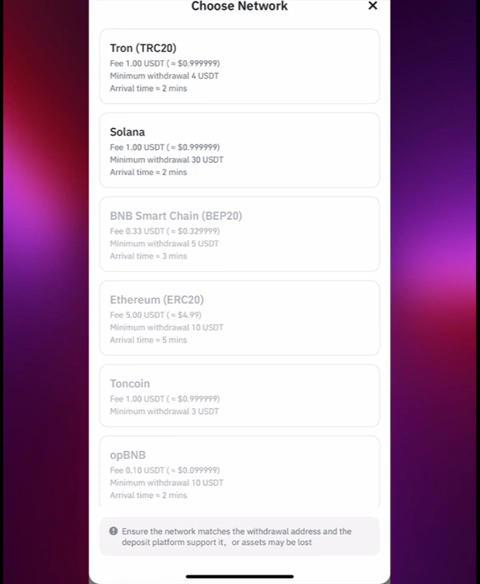 Choose Network
Tron (TRC20)
Fee 1.00 USDT (≈ $0.999999)
Minimum withdrawal 4 USDT
Arrival time ≈ 2 mins
Solana
Fee 1.00 USDT (≈ $0.999999)
Minimum withdrawal 30 USDT
Arrival time ≈ 2 mins
BNB Smart Chain (BEP20)
Fee 0.33 USDT (≈ $0.329999)
Minimum withdrawal 5 USDT
Arrival time ≈ 3 mins
Ethereum (ERC20)
Fee 5.00 USDT (≈ $4.99)
Minimum withdrawal 10 USDT
Arrival time ≈ 5 mins
Toncoin
Fee 1.00 USDT (≈ $0.999999)
Minimum withdrawal 3 USDT
opBNB
Fee 0.10 USDT (≈ $0.099999)
Minimum withdrawal 10 USDT
Arrival time ≈ 2 mins
Ensure the network matches the withdrawal address and the
deposit platform support it, or assets may be lost